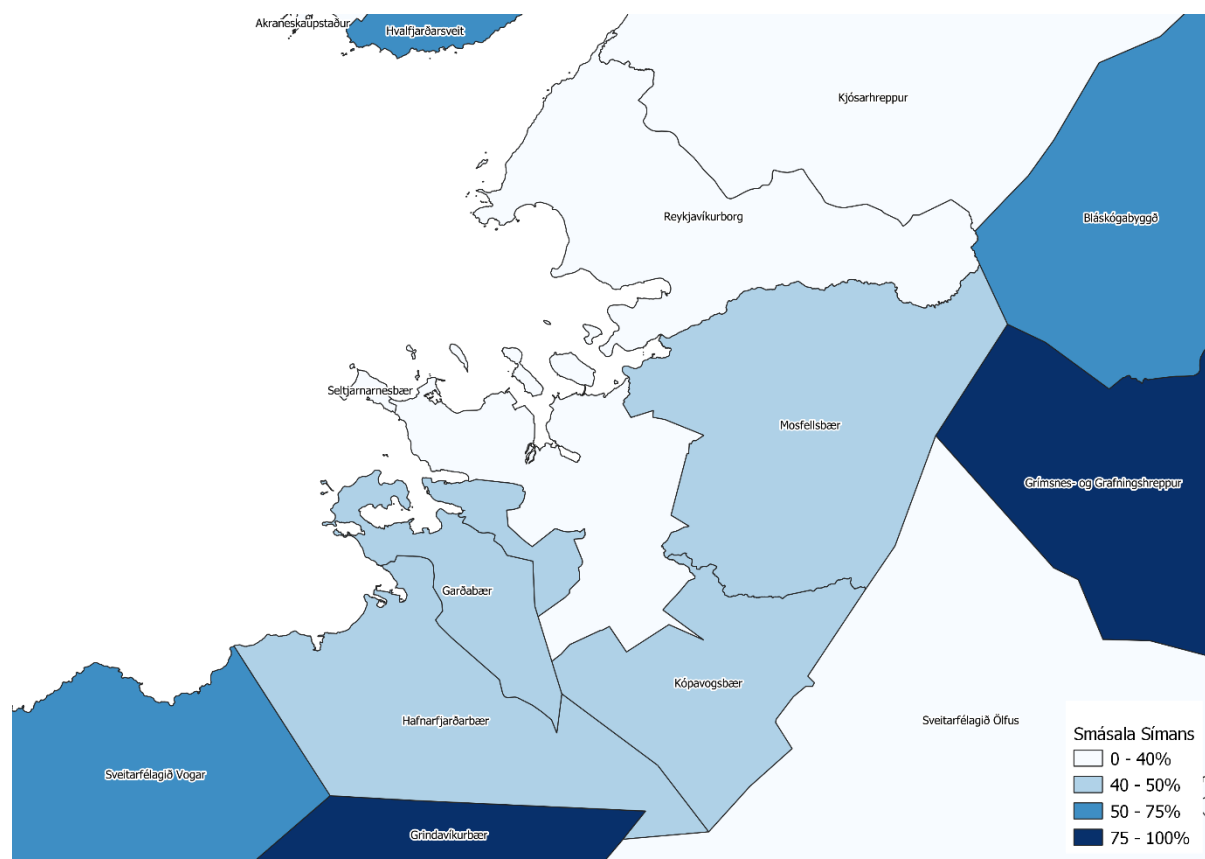 Akraneskaupstaður
Hvalfjarðarsveit
Kjósarhreppur
Reykjavíkurborg
Bláskógabyggð
Seltjarnarnesbær
Mosfellsbær
Grímsnes- og Grafningshreppur
Garðabær
Kópavogsbær
Hafnarfjarðarbær
Sveitarfélagið Ölfus
Sveitarfélagið Vogar
Grindavíkurbær
Smásala Símans
0 - 40%
40 - 50%
50 - 75%
75 - 100%